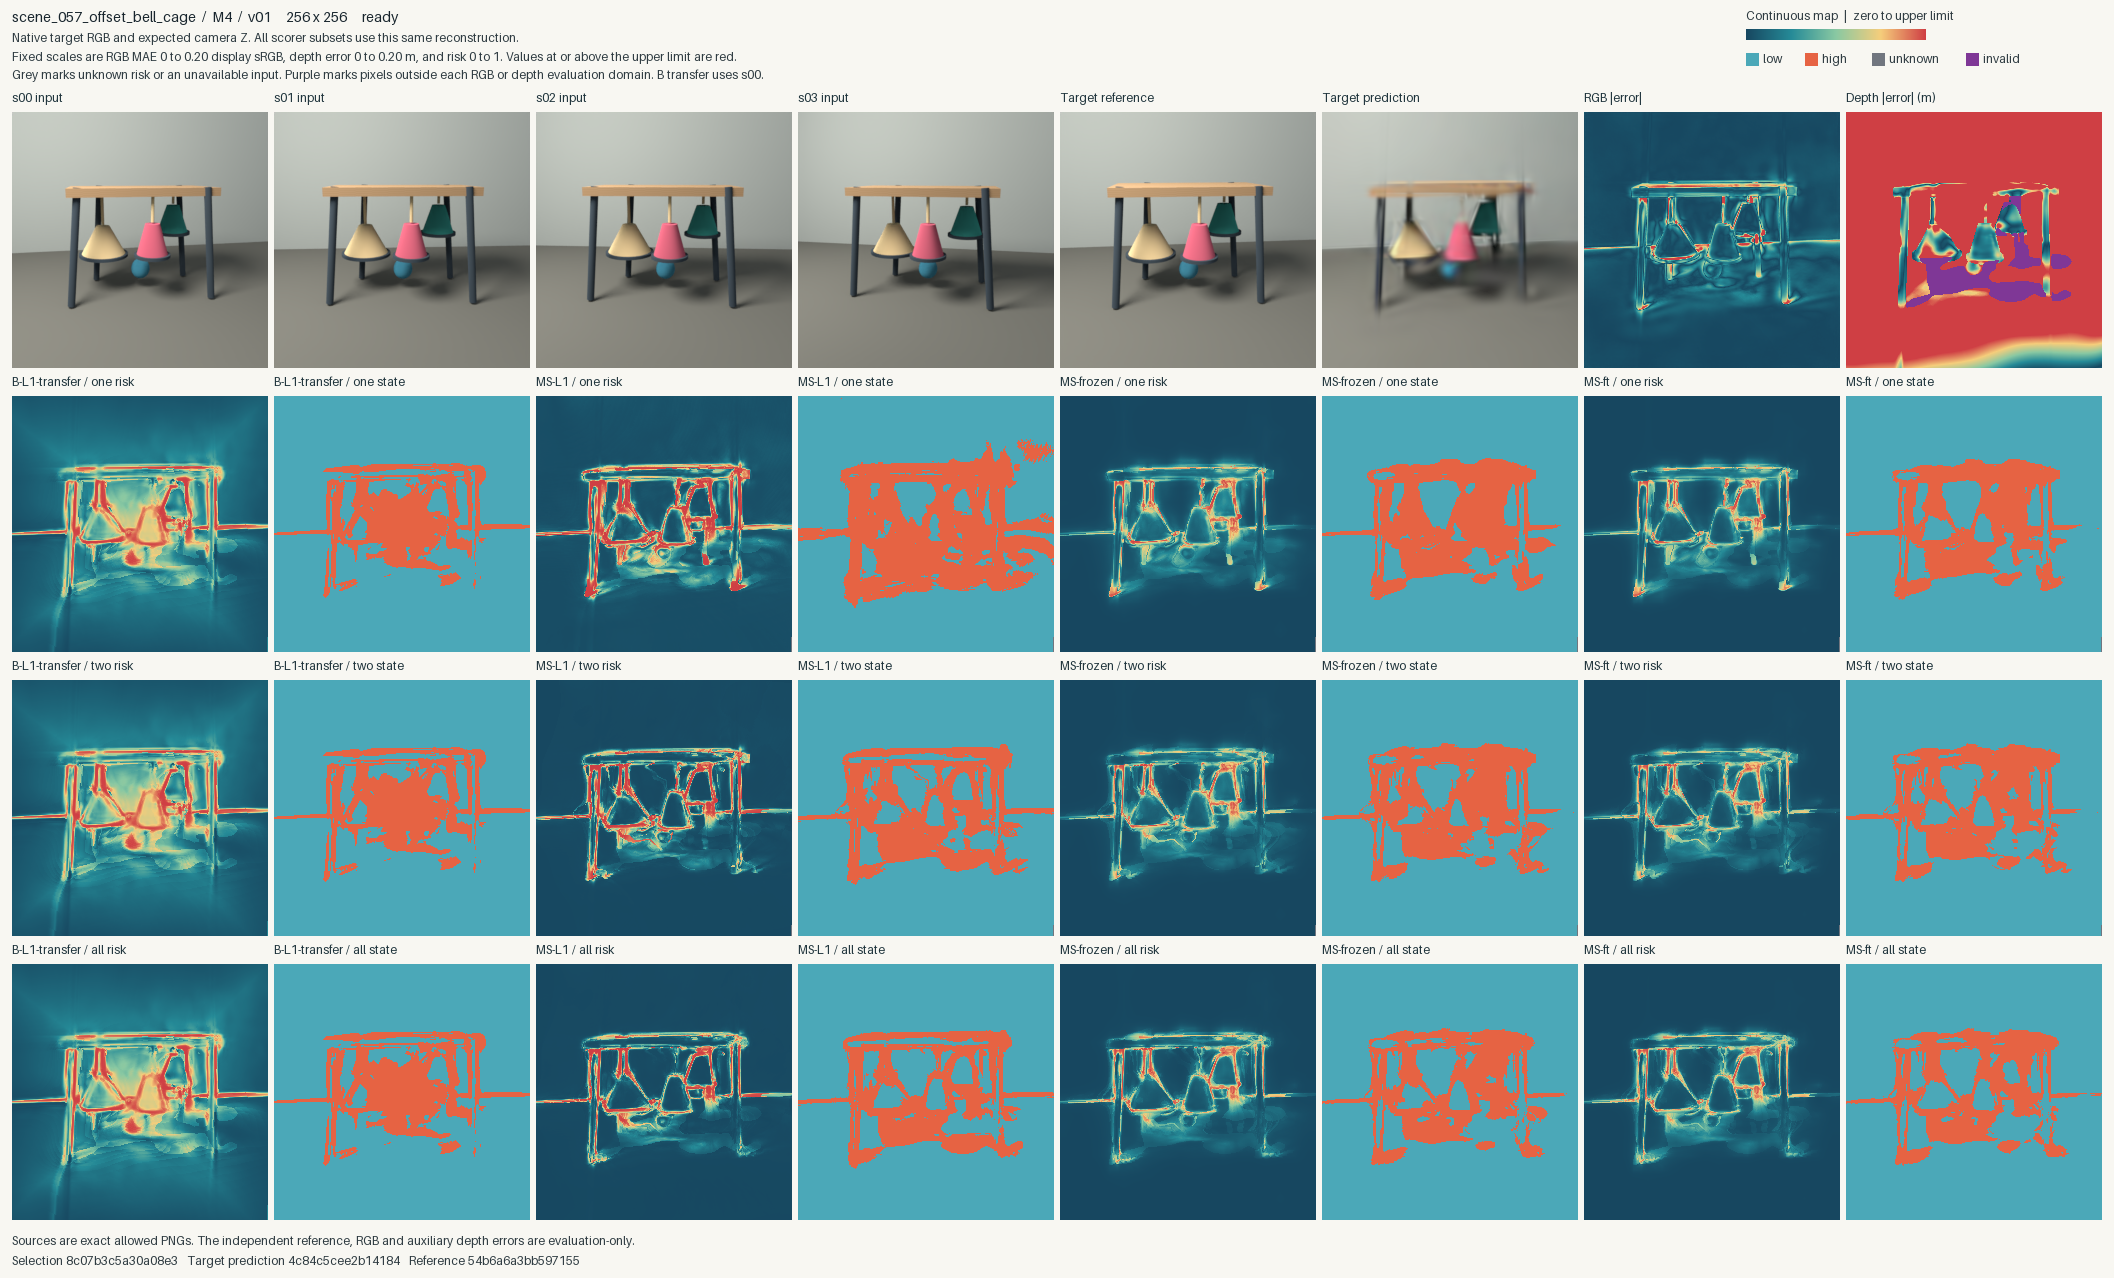 scene_057_offset_bell_cage / M4 / v01 256 x 256 ready
Native target RGB and expected camera Z. All scorer subsets use this same reconstruction.
Fixed scales are RGB MAE 0 to 0.20 display sRGB, depth error 0 to 0.20 m, and risk 0 to 1. Values at or above the upper limit are red.
Grey marks unknown risk or an unavailable input. Purple marks pixels outside each RGB or depth evaluation domain. B transfer uses s00.
Continuous map | zero to upper limit
low high unknown invalid
s00 input s01 input s02 input s03 input Target reference Target prediction RGB |error| Depth |error| (m)
B-L1-transfer / one risk B-L1-transfer / one state MS-L1 / one risk MS-L1 / one state MS-frozen / one risk MS-frozen / one state MS-ft / one risk MS-ft / one state
B-L1-transfer / two risk B-L1-transfer / two state MS-L1 / two risk MS-L1 / two state MS-frozen / two risk MS-frozen / two state MS-ft / two risk MS-ft / two state
B-L1-transfer / all risk B-L1-transfer / all state MS-L1 / all risk MS-L1 / all state MS-frozen / all risk MS-frozen / all state MS-ft / all risk MS-ft / all state
Sources are exact allowed PNGs. The independent reference, RGB and auxiliary depth errors are evaluation-only.
Selection 8c07b3c5a30a08e3 Target prediction 4c84c5cee2b14184 Reference 54b6a6a3bb597155